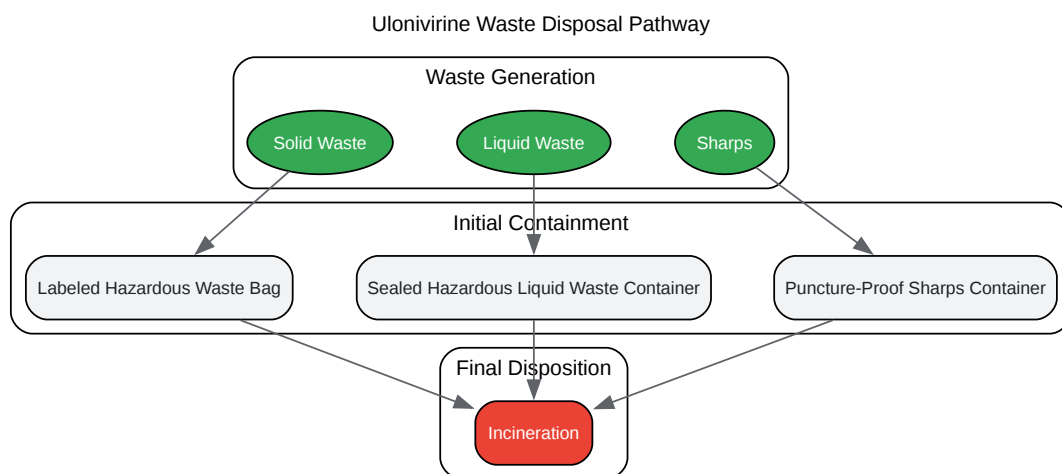 Ulonivirine Waste Disposal Pathway
Waste Generation
Solid Waste
Liquid Waste
Sharps
Initial Containment
Labeled Hazardous Waste Bag
Sealed Hazardous Liquid Waste Container
Puncture-Proof Sharps Container
Final Disposition
Incineration